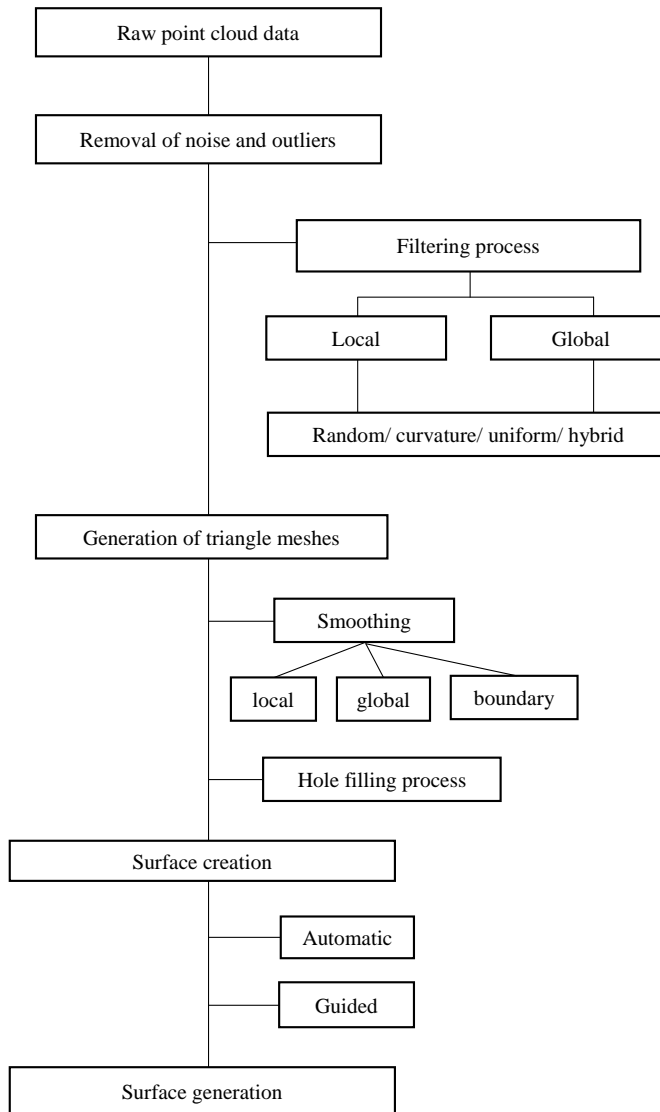 Raw point cloud data
Removal of noise and outliers
Filtering process
Local
Global
Random/ curvature/ uniform/ hybrid
Generation of triangle meshes
Smoothing
local
global
boundary
Hole filling process
Surface creation
Automatic
Guided
Surface generation